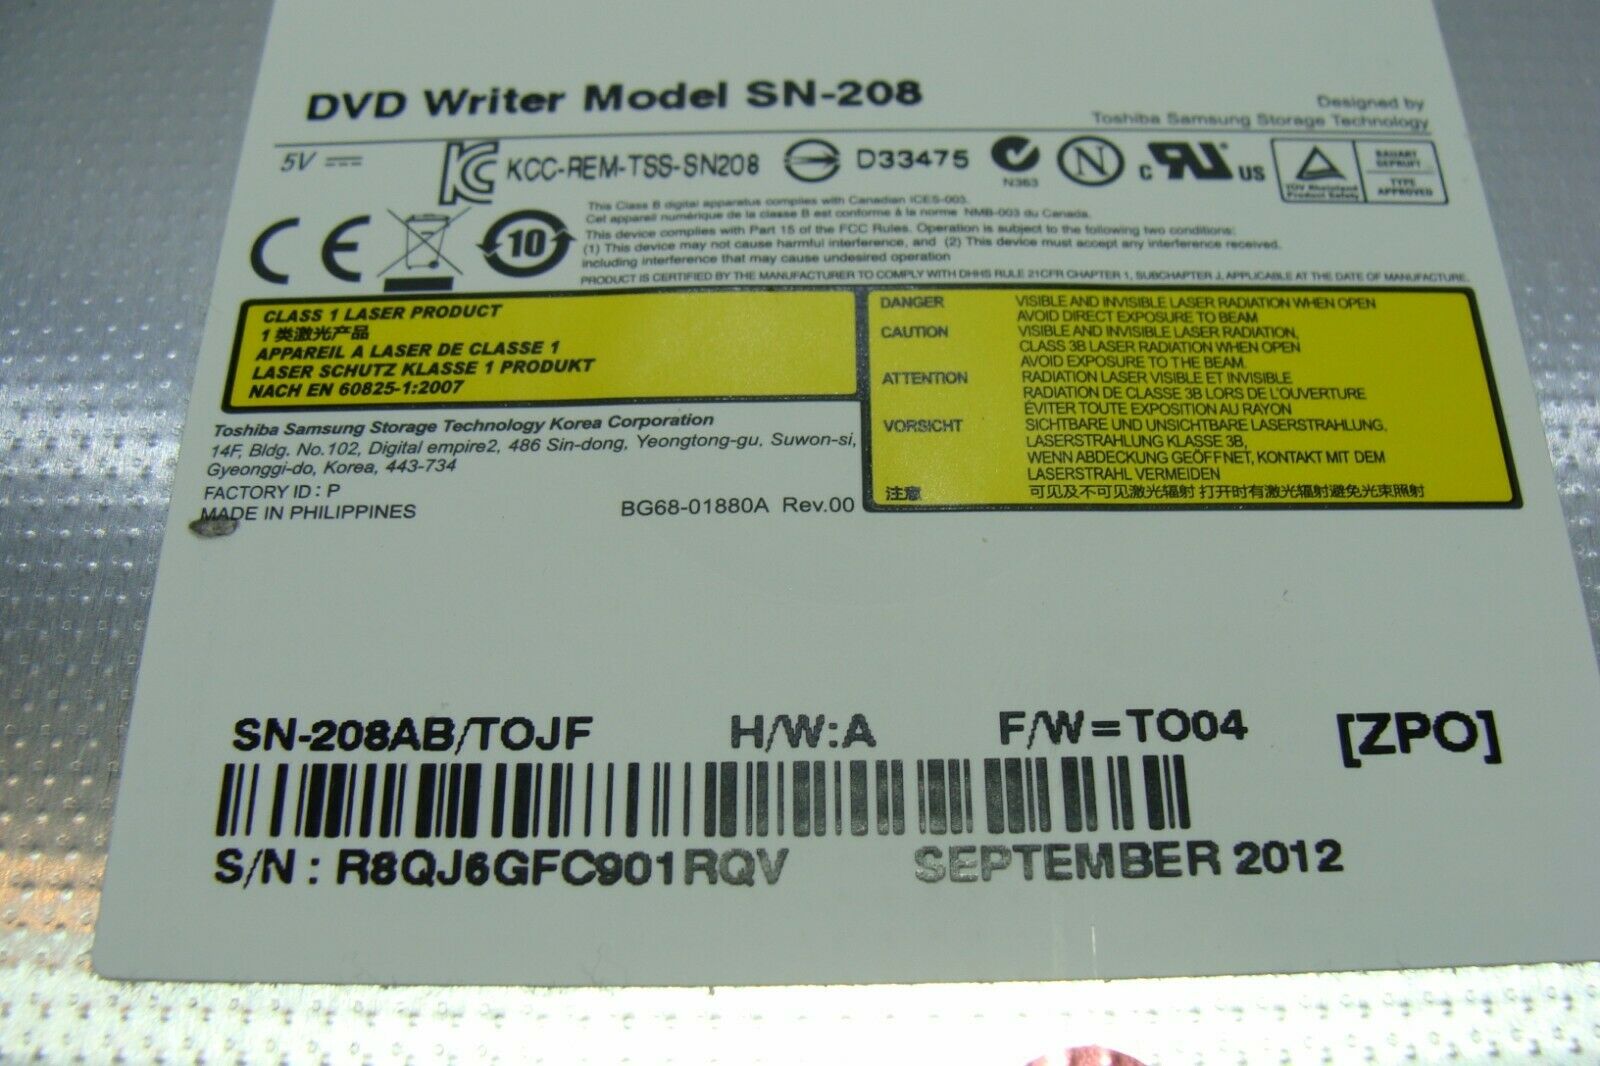 DVD Writer Model SN-208
Designed by
Toshiba Samsung Storage Technology
5V
KCC-REM-TSS-SN208
D33475
N363
N
c RU US
TÜV Rheinland
Product Safety
BAUART
GEPRÜFT
TYPE
APPROVED
CE
10
This Class B digital apparatus complies with Canadian ICES-003.
Cet appareil numérique de la classe B est conforme à la norme NMB-003 du Canada.
This device complies with Part 15 of the FCC Rules. Operation is subject to the following two conditions:
(1) This device may not cause harmful interference, and (2) This device must accept any interference received.
including interference that may cause undesired operation
PRODUCT IS CERTIFIED BY THE MANUFACTURER TO COMPLY WITH DHHS RULE 21CFR CHAPTER 1, SUBCHAPTER J, APPLICABLE AT THE DATE OF MANUFACTURE.
CLASS 1 LASER PRODUCT
1 类激光产品
APPAREIL A LASER DE CLASSE 1
LASER SCHUTZ KLASSE 1 PRODUKT
NACH EN 60825-1:2007
DANGER VISIBLE AND INVISIBLE LASER RADIATION WHEN OPEN
AVOID DIRECT EXPOSURE TO BEAM
CAUTION VISIBLE AND INVISIBLE LASER RADIATION,
CLASS 3B LASER RADIATION WHEN OPEN
AVOID EXPOSURE TO THE BEAM.
ATTENTION RADIATION LASER VISIBLE ET INVISIBLE
RADIATION DE CLASSE 3B LORS DE L'OUVERTURE
ÉVITER TOUTE EXPOSITION AU RAYON
VORSICHT SICHTBARE UND UNSICHTBARE LASERSTRAHLUNG,
LASERSTRAHLUNG KLASSE 3B,
WENN ABDECKUNG GEÖFFNET, KONTAKT MIT DEM
LASERSTRAHL VERMEIDEN
注意 可见及不可见激光辐射 打开时有激光辐射避免光束照射
Toshiba Samsung Storage Technology Korea Corporation
14F, Bldg. No.102, Digital empire2, 486 Sin-dong, Yeongtong-gu, Suwon-si,
Gyeonggi-do, Korea, 443-734
FACTORY ID : P
MADE IN PHILIPPINES
BG68-01880A Rev.00
SN-208AB/TOJF H/W:A F/W=TO04 [ZPO]
S/N : R8QJ6GFC901RQV SEPTEMBER 2012